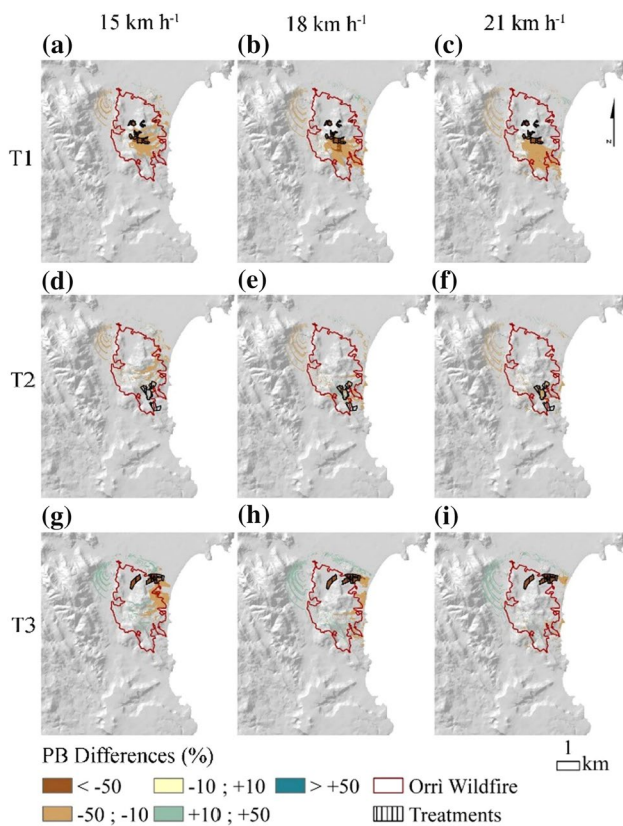 15 km h⁻¹ 18 km h⁻¹ 21 km h⁻¹
(a) (b) (c)
N
T1
(d) (e) (f)
T2
(g) (h) (i)
T3
PB Differences (%)
1
km
< -50 -10 ; +10 > +50 Orrì Wildfire
-50 ; -10 +10 ; +50 Treatments